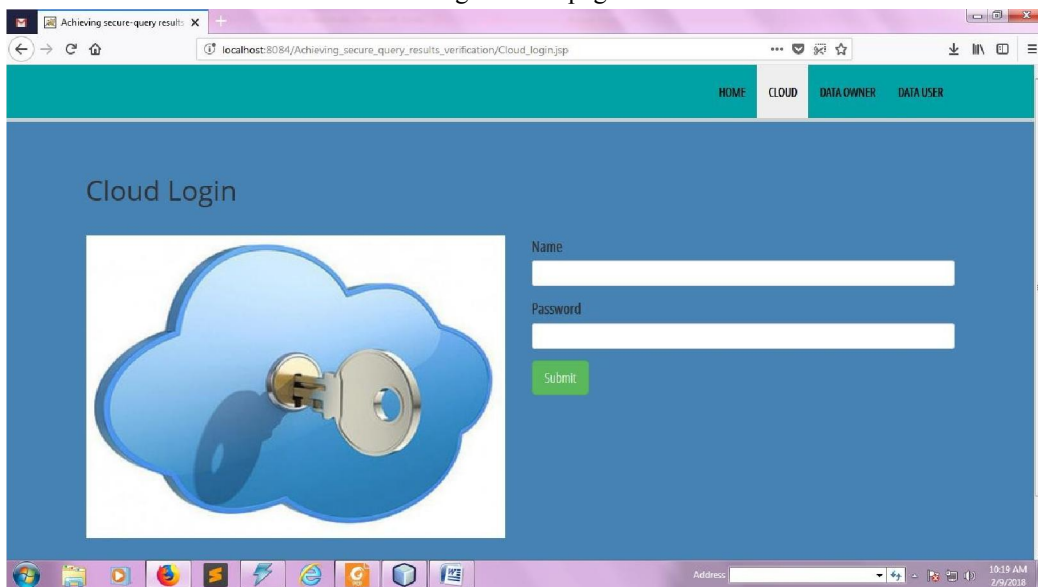 Achieving secure-query results
localhost:8084/Achieving_secure_query_results_verification/Cloud_login.jsp
HOME CLOUD DATA OWNER DATA USER
Cloud Login
Name
Password
Submit
Address
10:19 AM
2/9/2018